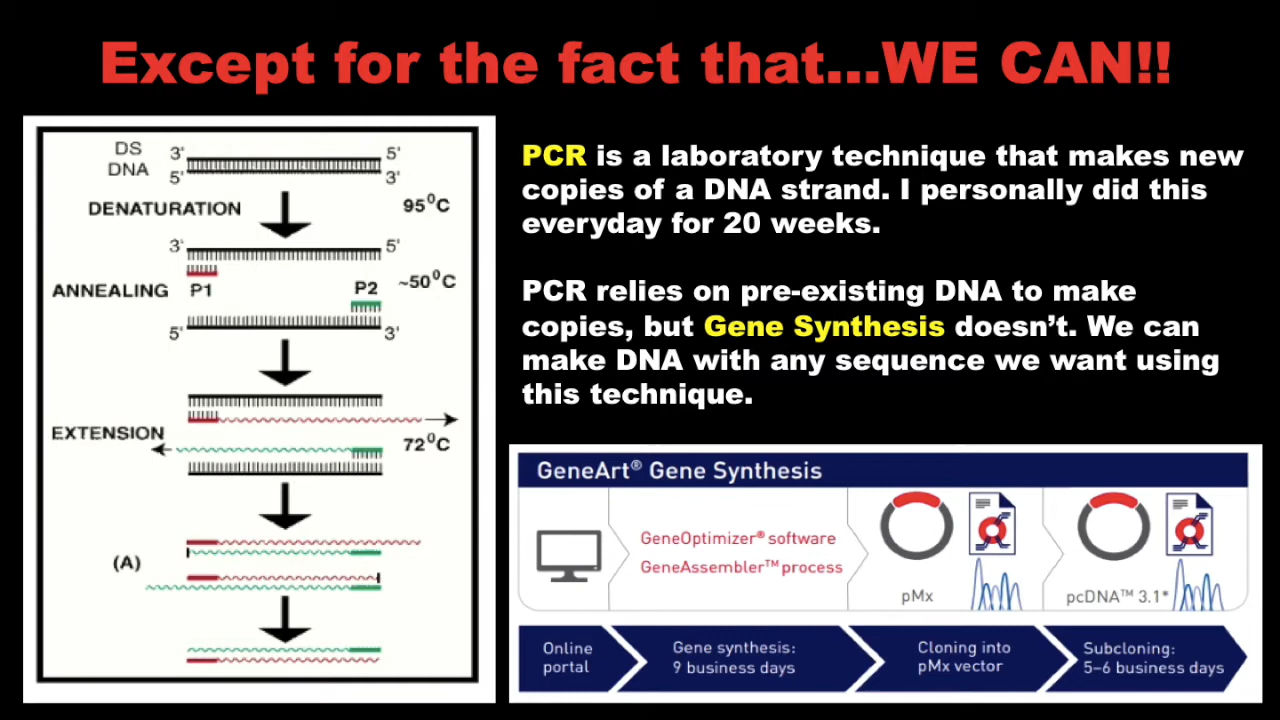 Except for the fact that...WE CAN!!
DS
DNA
3'
5'
5'
3'
DENATURATION
95⁰C
3'
5'
ANNEALING
P1
P2
~50⁰C
5'
3'
EXTENSION
72⁰C
(A)
PCR is a laboratory technique that makes new
copies of a DNA strand. I personally did this
everyday for 20 weeks.
PCR relies on pre-existing DNA to make
copies, but Gene Synthesis doesn’t. We can
make DNA with any sequence we want using
this technique.
GeneArt® Gene Synthesis
GeneOptimizer® software
GeneAssembler™ process
pMx
pcDNA™ 3.1*
Online
portal
Gene synthesis:
9 business days
Cloning into
pMx vector
Subcloning:
5–6 business days